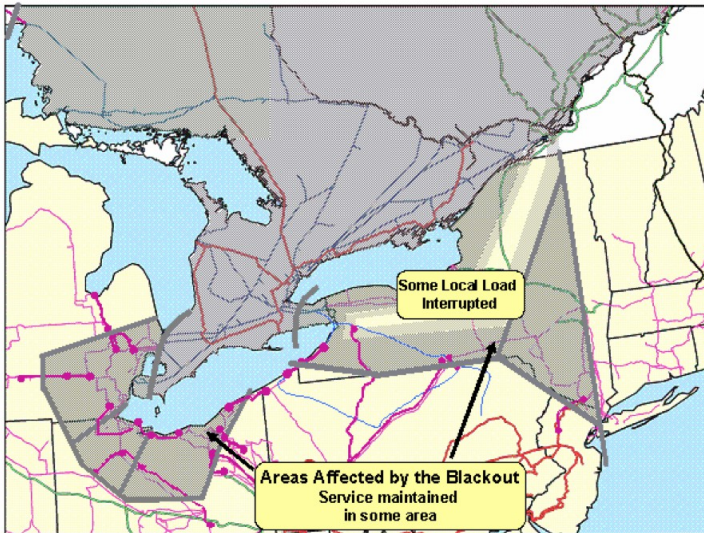 Some Local Load
Interrupted
Areas Affected by the Blackout
Service maintained
in some area